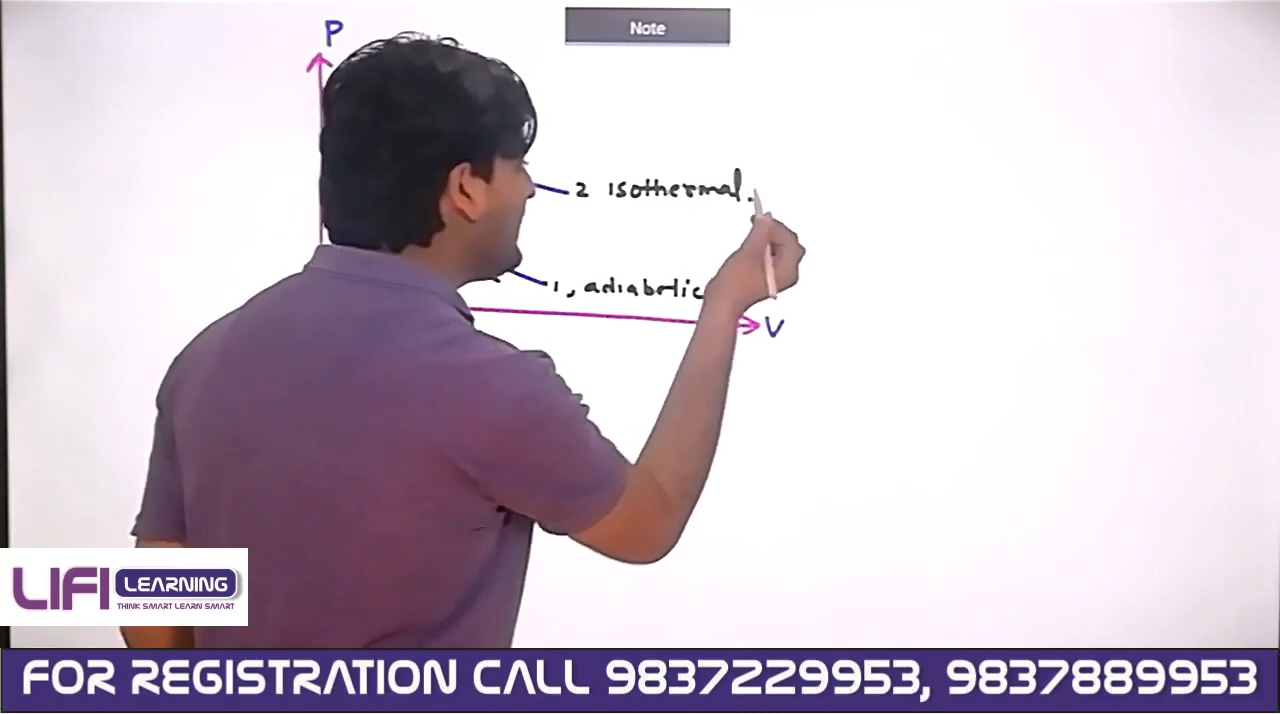 Note
P
2 Isothermal.
1, adiabatic
V
LIFI LEARNING
THINK SMART LEARN SMART
FOR REGISTRATION CALL 9837229953, 9837889953